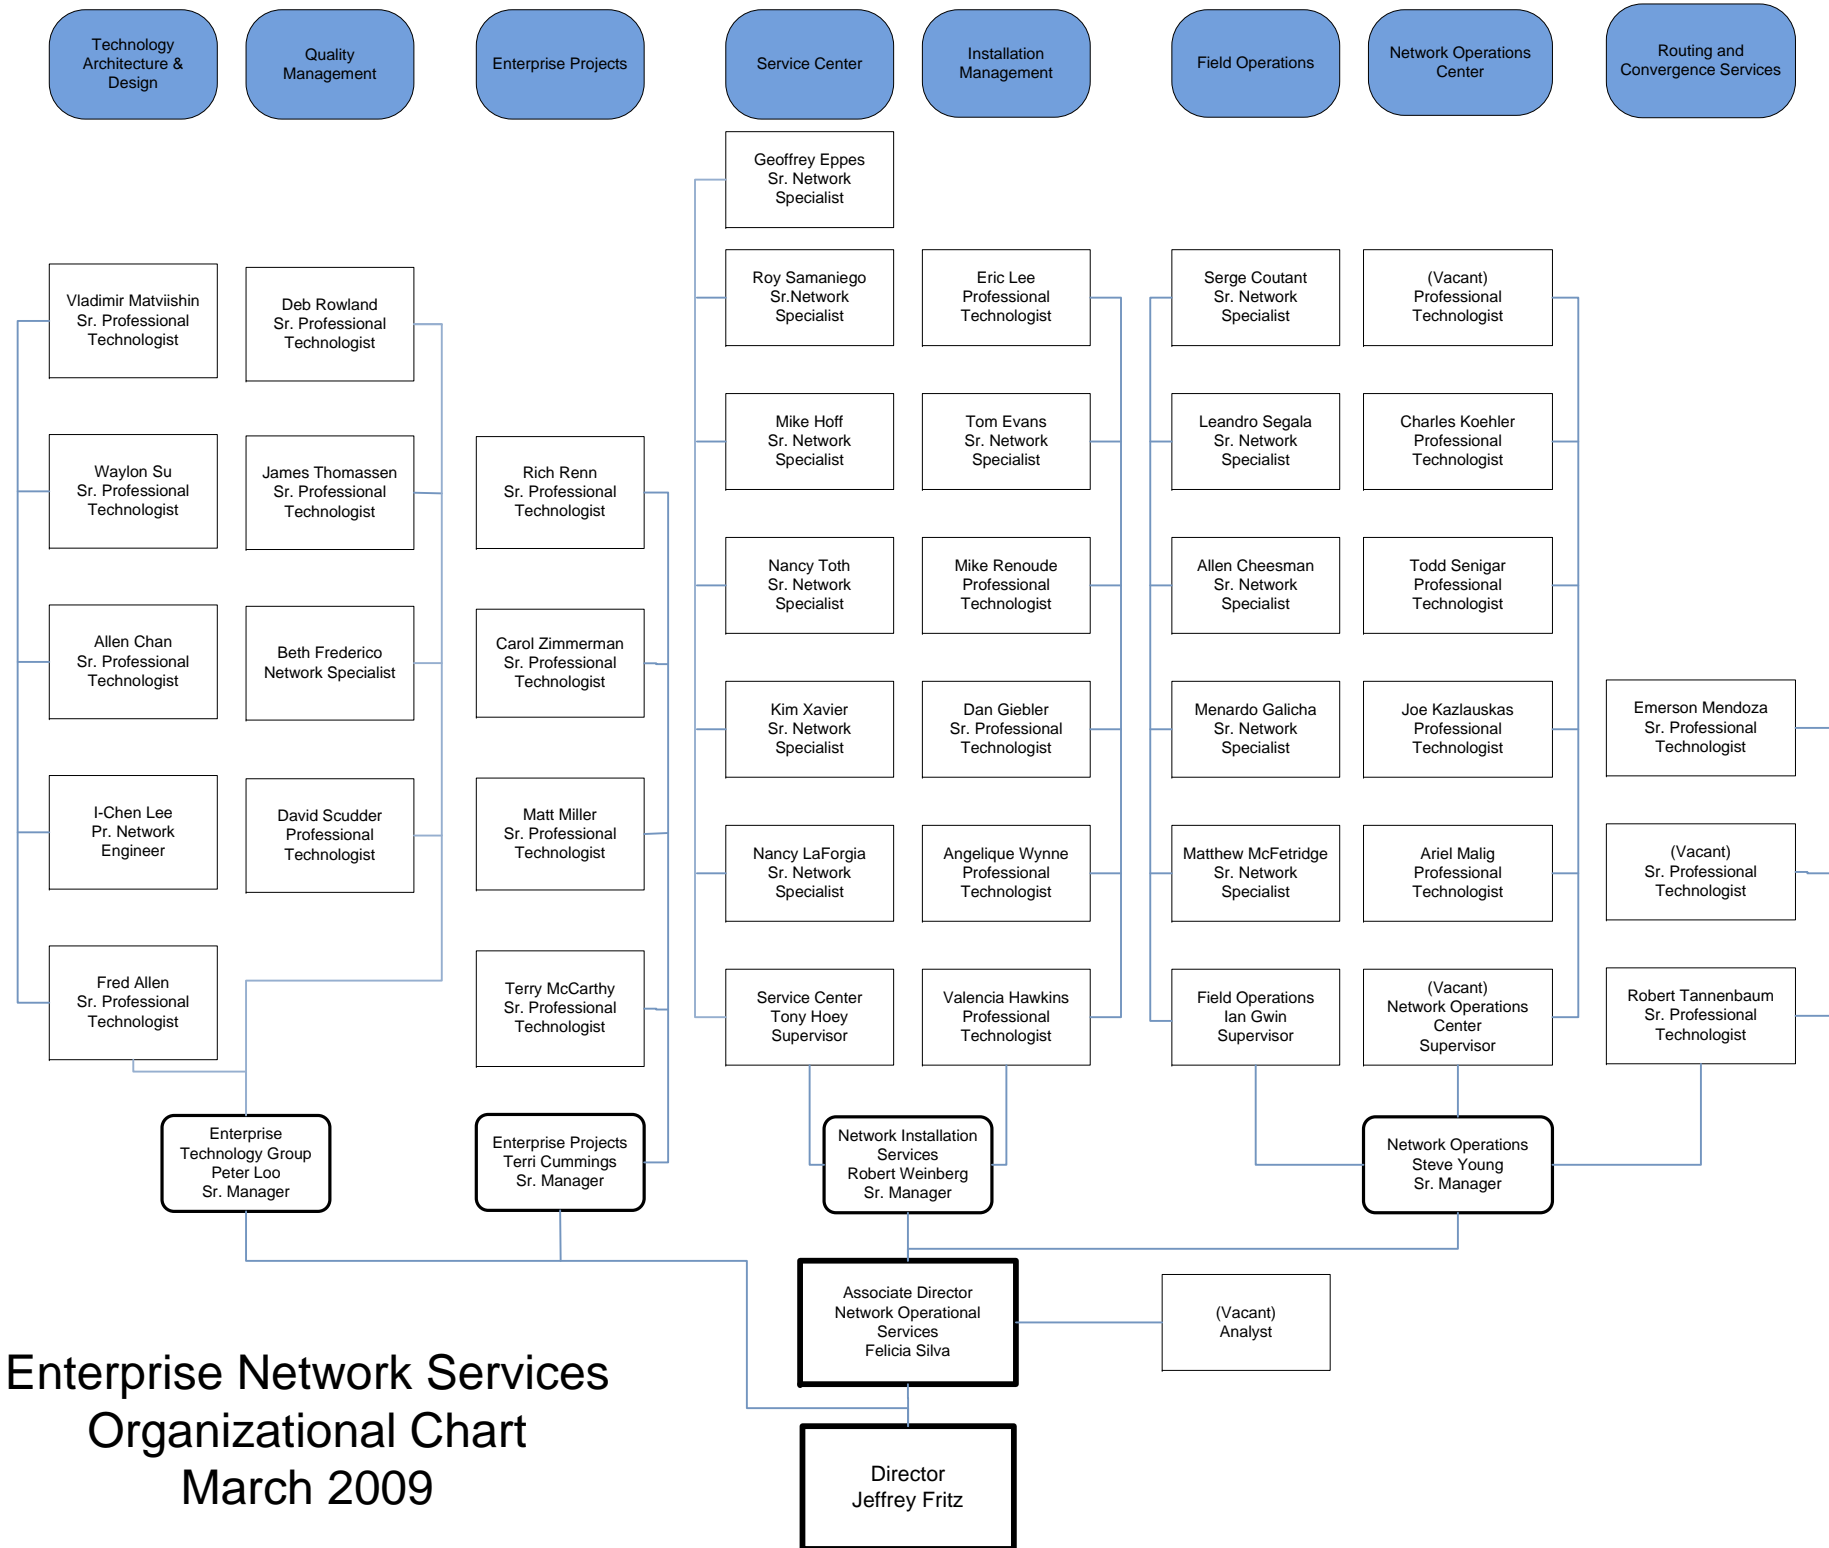 Technology
Architecture &
Design
Quality
Management
Enterprise Projects
Service Center
Installation
Management
Field Operations
Network Operations
Center
Routing and
Convergence Services
Geoffrey Eppes
Sr. Network
Specialist
Vladimir Matviishin
Sr. Professional
Technologist
Deb Rowland
Sr. Professional
Technologist
Roy Samaniego
Sr.Network
Specialist
Eric Lee
Professional
Technologist
Serge Coutant
Sr. Network
Specialist
(Vacant)
Professional
Technologist
Waylon Su
Sr. Professional
Technologist
James Thomassen
Sr. Professional
Technologist
Rich Renn
Sr. Professional
Technologist
Mike Hoff
Sr. Network
Specialist
Tom Evans
Sr. Network
Specialist
Leandro Segala
Sr. Network
Specialist
Charles Koehler
Professional
Technologist
Allen Chan
Sr. Professional
Technologist
Beth Frederico
Network Specialist
Carol Zimmerman
Sr. Professional
Technologist
Nancy Toth
Sr. Network
Specialist
Mike Renoude
Professional
Technologist
Allen Cheesman
Sr. Network
Specialist
Todd Senigar
Professional
Technologist
Kim Xavier
Sr. Network
Specialist
Dan Giebler
Sr. Professional
Technologist
Menardo Galicha
Sr. Network
Specialist
Joe Kazlauskas
Professional
Technologist
Emerson Mendoza
Sr. Professional
Technologist
I-Chen Lee
Pr. Network
Engineer
David Scudder
Professional
Technologist
Matt Miller
Sr. Professional
Technologist
Nancy LaForgia
Sr. Network
Specialist
Angelique Wynne
Professional
Technologist
Matthew McFetridge
Sr. Network
Specialist
Ariel Malig
Professional
Technologist
(Vacant)
Sr. Professional
Technologist
Fred Allen
Sr. Professional
Technologist
Terry McCarthy
Sr. Professional
Technologist
Service Center
Tony Hoey
Supervisor
Valencia Hawkins
Professional
Technologist
Field Operations
Ian Gwin
Supervisor
(Vacant)
Network Operations
Center
Supervisor
Robert Tannenbaum
Sr. Professional
Technologist
Enterprise
Technology Group
Peter Loo
Sr. Manager
Enterprise Projects
Terri Cummings
Sr. Manager
Network Installation
Services
Robert Weinberg
Sr. Manager
Network Operations
Steve Young
Sr. Manager
Associate Director
Network Operational
Services
Felicia Silva
(Vacant)
Analyst
Enterprise Network Services
Organizational Chart
March 2009
Director
Jeffrey Fritz